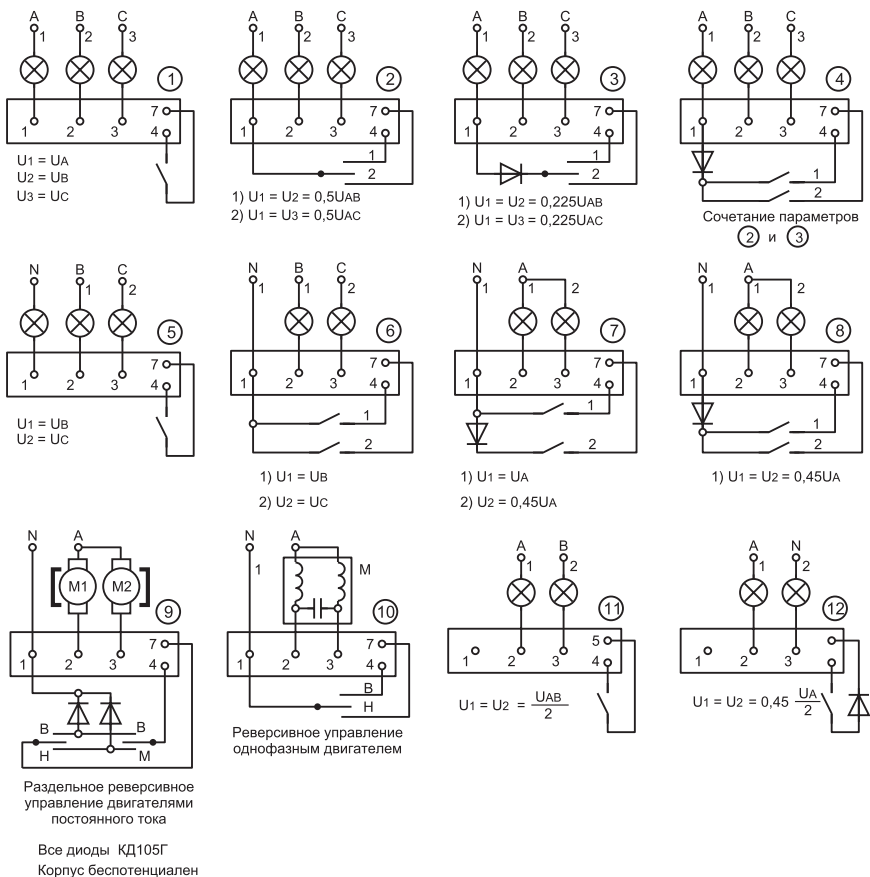 A B C
1 2 3
1
7
1 2 3 4
U1 = UA
U2 = UB
U3 = UC
A B C
1 2 3
2
7
1 2 3 4
1
2
1) U1 = U2 = 0,5UAB
2) U1 = U3 = 0,5UAC
A B C
1 2 3
3
7
1 2 3 4
1
2
1) U1 = U2 = 0,225UAB
2) U1 = U3 = 0,225UAC
A B C
1 2 3
4
7
1 2 3 4
1
2
Сочетание параметров
2 и 3
N B C
1 2
5
7
1 2 3 4
U1 = UB
U2 = UC
N B C
1 1 2
6
7
1 2 3 4
1
2
1) U1 = UB
2) U2 = UC
N A
1 1 2
7
7
1 2 3 4
1
2
1) U1 = UA
2) U2 = 0,45UA
N A
1 1 2
8
7
1 2 3 4
1
2
1) U1 = U2 = 0,45UA
N A
M1 M2
9
7
1 2 3 4
B B
H M
Раздельное реверсивное
управление двигателями
постоянного тока
N A
1 M
10
7
1 2 3 4
B
H
Реверсивное управление
однофазным двигателем
A B
1 2
11
5
1 2 3 4
U1 = U2 = UAB
2
A N
1 2
12
1 2 3 4
U1 = U2 = 0,45 UA
2
Все диоды КД105Г
Корпус беспотенциален